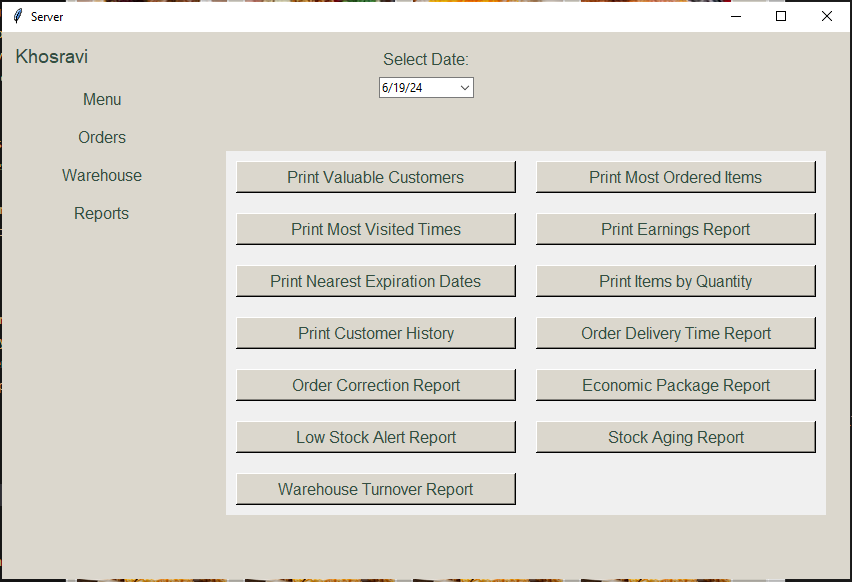 Server
Khosravi
Select Date:
6/19/24
Menu
Orders
Warehouse
Reports
Print Valuable Customers
Print Most Ordered Items
Print Most Visited Times
Print Earnings Report
Print Nearest Expiration Dates
Print Items by Quantity
Print Customer History
Order Delivery Time Report
Order Correction Report
Economic Package Report
Low Stock Alert Report
Stock Aging Report
Warehouse Turnover Report